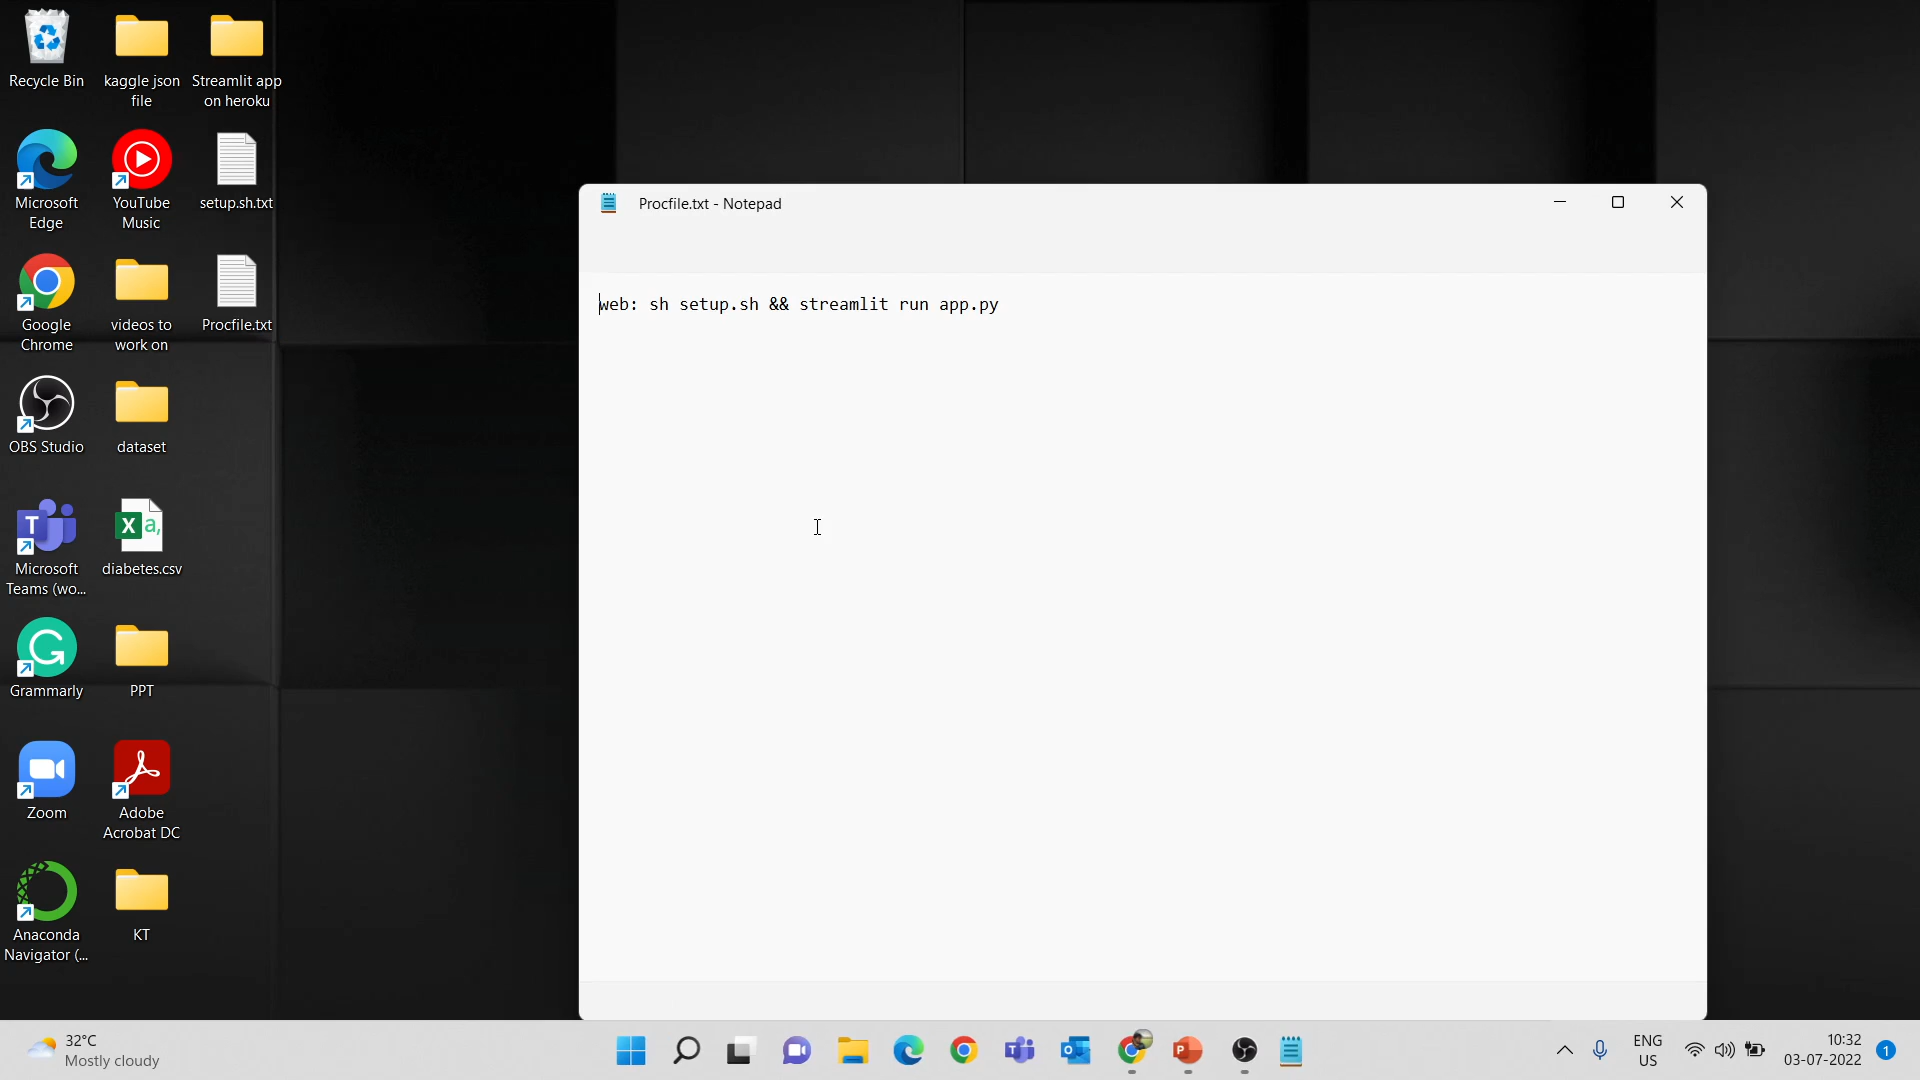 Recycle Bin
kaggle json
file
Streamlit app
on heroku
Microsoft
Edge
YouTube
Music
setup.sh.txt
Google
Chrome
videos to
work on
Procfile.txt
OBS Studio
dataset
Microsoft
Teams (wo...
diabetes.csv
Grammarly
PPT
Zoom
Adobe
Acrobat DC
Anaconda
Navigator (...
KT
Procfile.txt - Notepad
web: sh setup.sh && streamlit run app.py
32°C
Mostly cloudy
ENG
US
10:32
03-07-2022
1